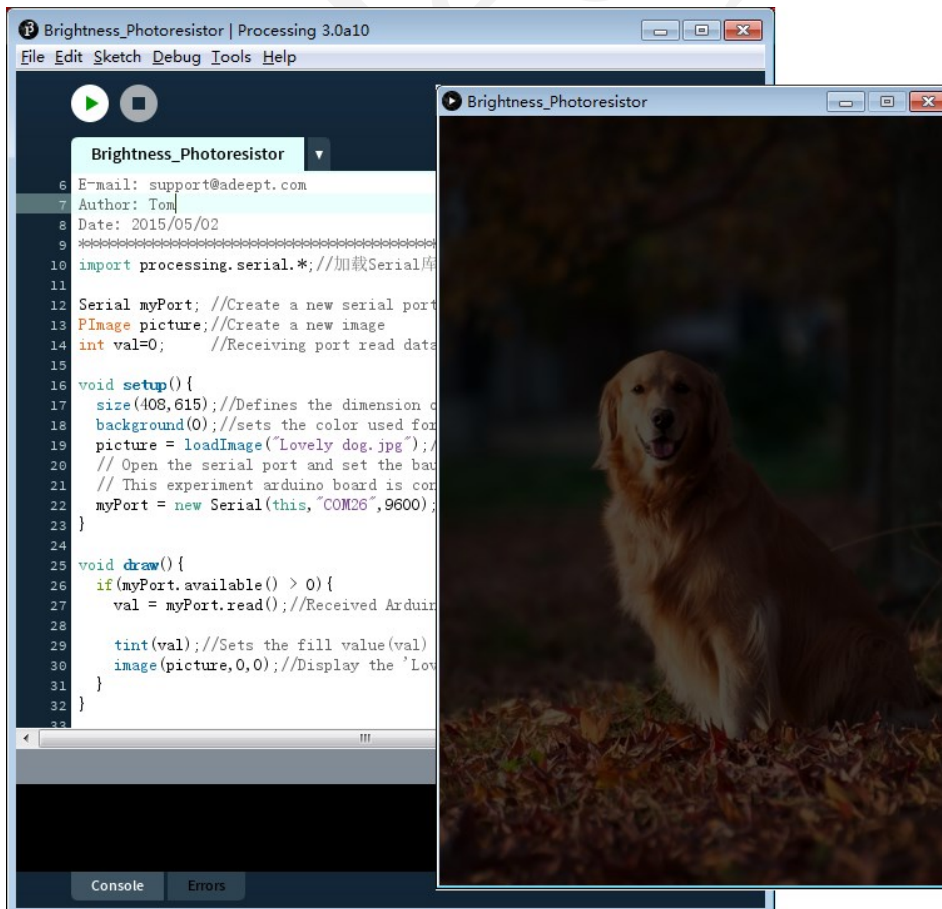 Brightness_Photoresistor | Processing 3.0a10
File Edit Sketch Debug Tools Help
Brightness_Photoresistor
6 E-mail: support@adeept.com
7 Author: Tom
8 Date: 2015/05/02
9 ************************************************
10 import processing.serial.*;//加载Serial库
11
12 Serial myPort; //Create a new serial port
13 PImage picture;//Create a new image
14 int val=0; //Receiving port read data
15
16 void setup(){
17 size(408,615);//Defines the dimension o
18 background(0);//sets the color used for
19 picture = loadImage("Lovely dog.jpg");/
20 // Open the serial port and set the bau
21 // This experiment arduino board is con
22 myPort = new Serial(this,"COM26",9600);
23 }
24
25 void draw(){
26 if(myPort.available() > 0){
27 val = myPort.read();//Received Arduin
28
29 tint(val);//Sets the fill value(val)
30 image(picture,0,0);//Display the 'Lov
31 }
32 }
33
Console Errors
Brightness_Photoresistor